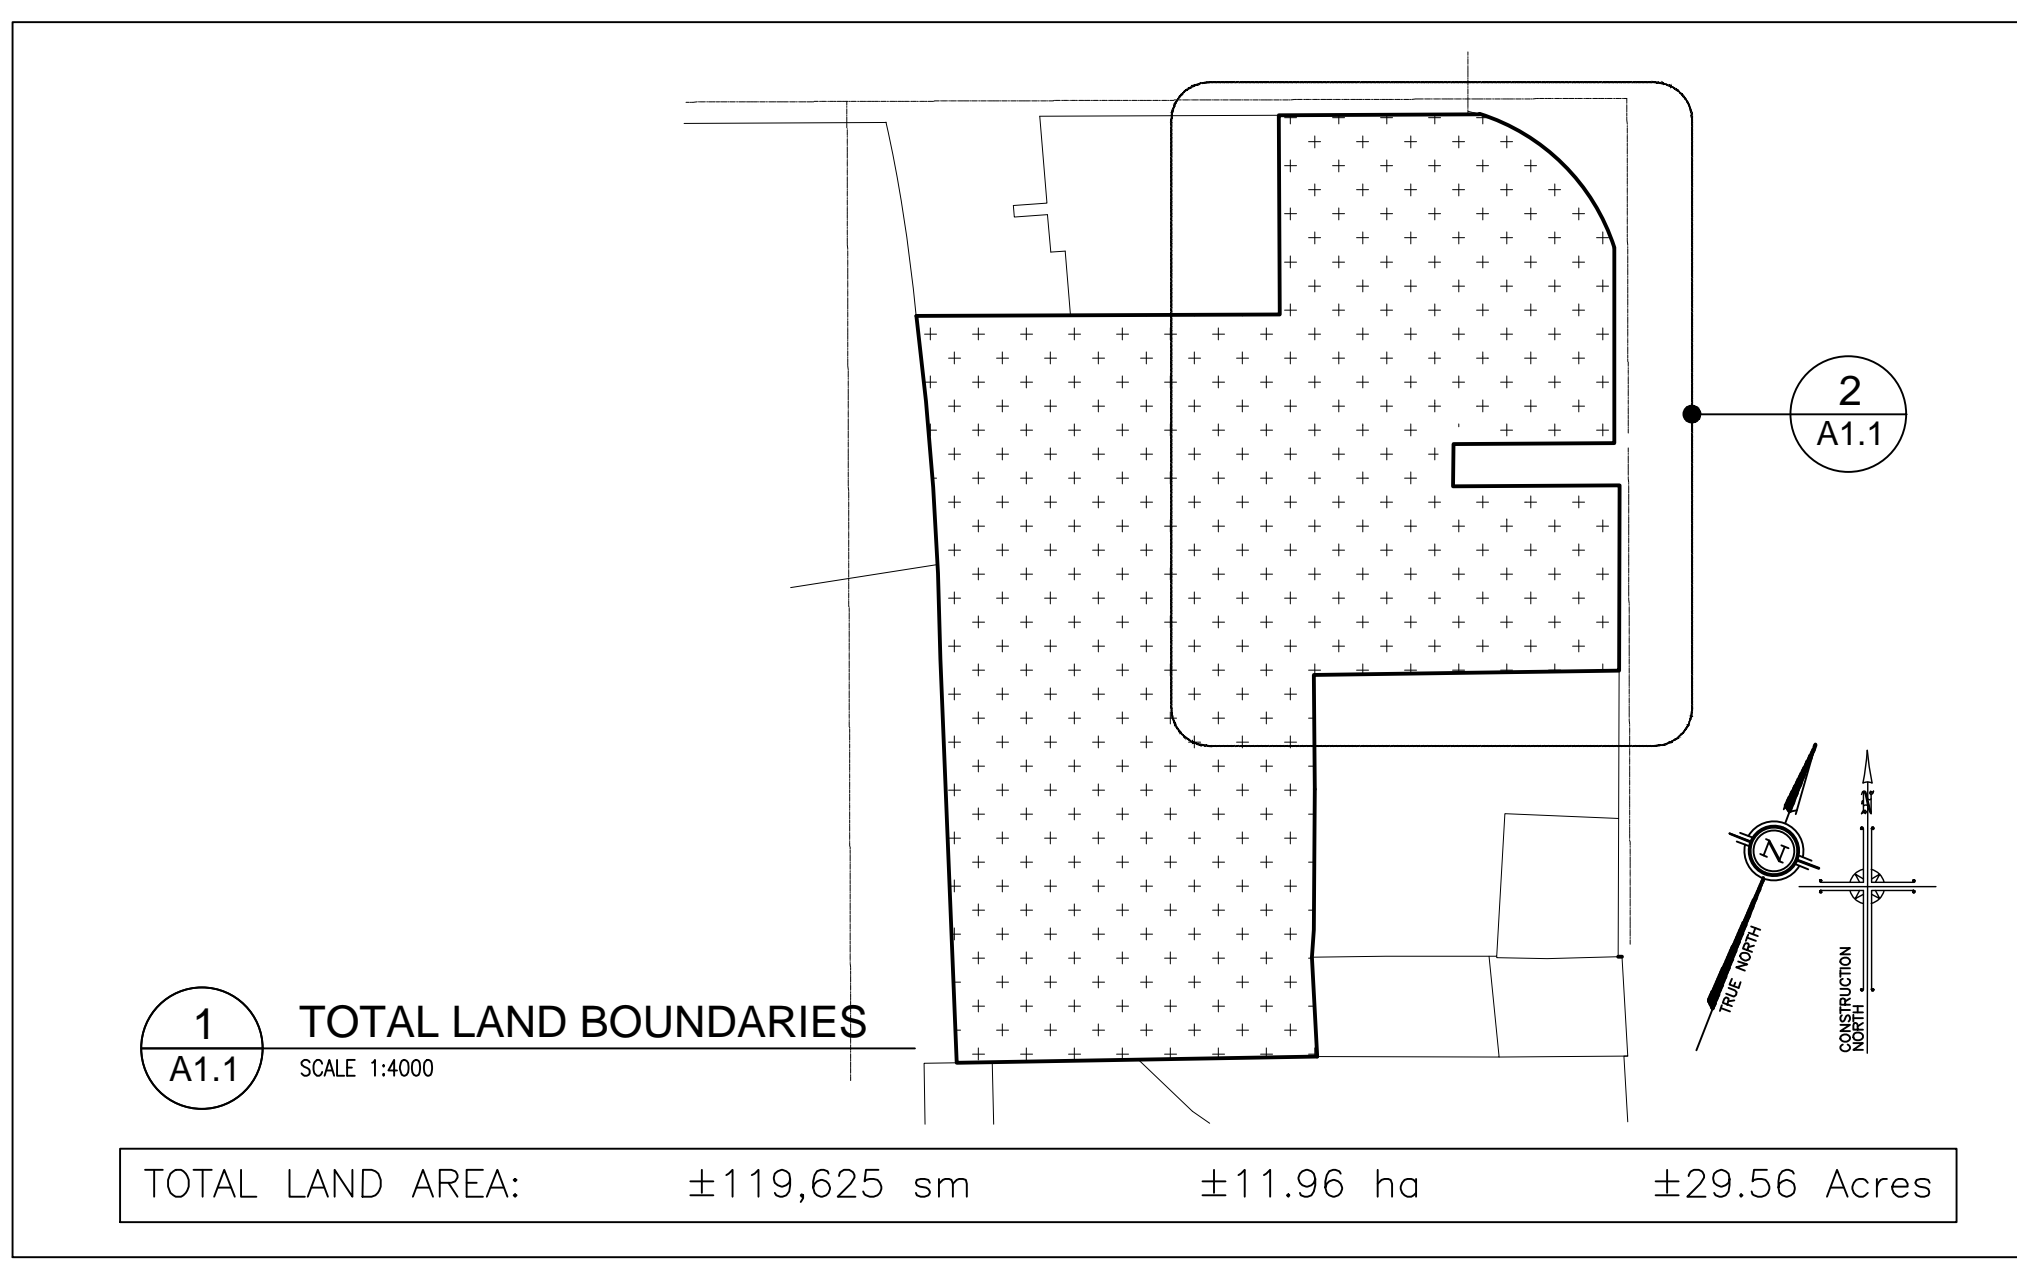 2
A1.1
N
N
TRUE NORTH
CONSTRUCTION
NORTH
1
A1.1
TOTAL LAND BOUNDARIES
SCALE 1:4000
TOTAL LAND AREA: ±119,625 sm ±11.96 ha ±29.56 Acres